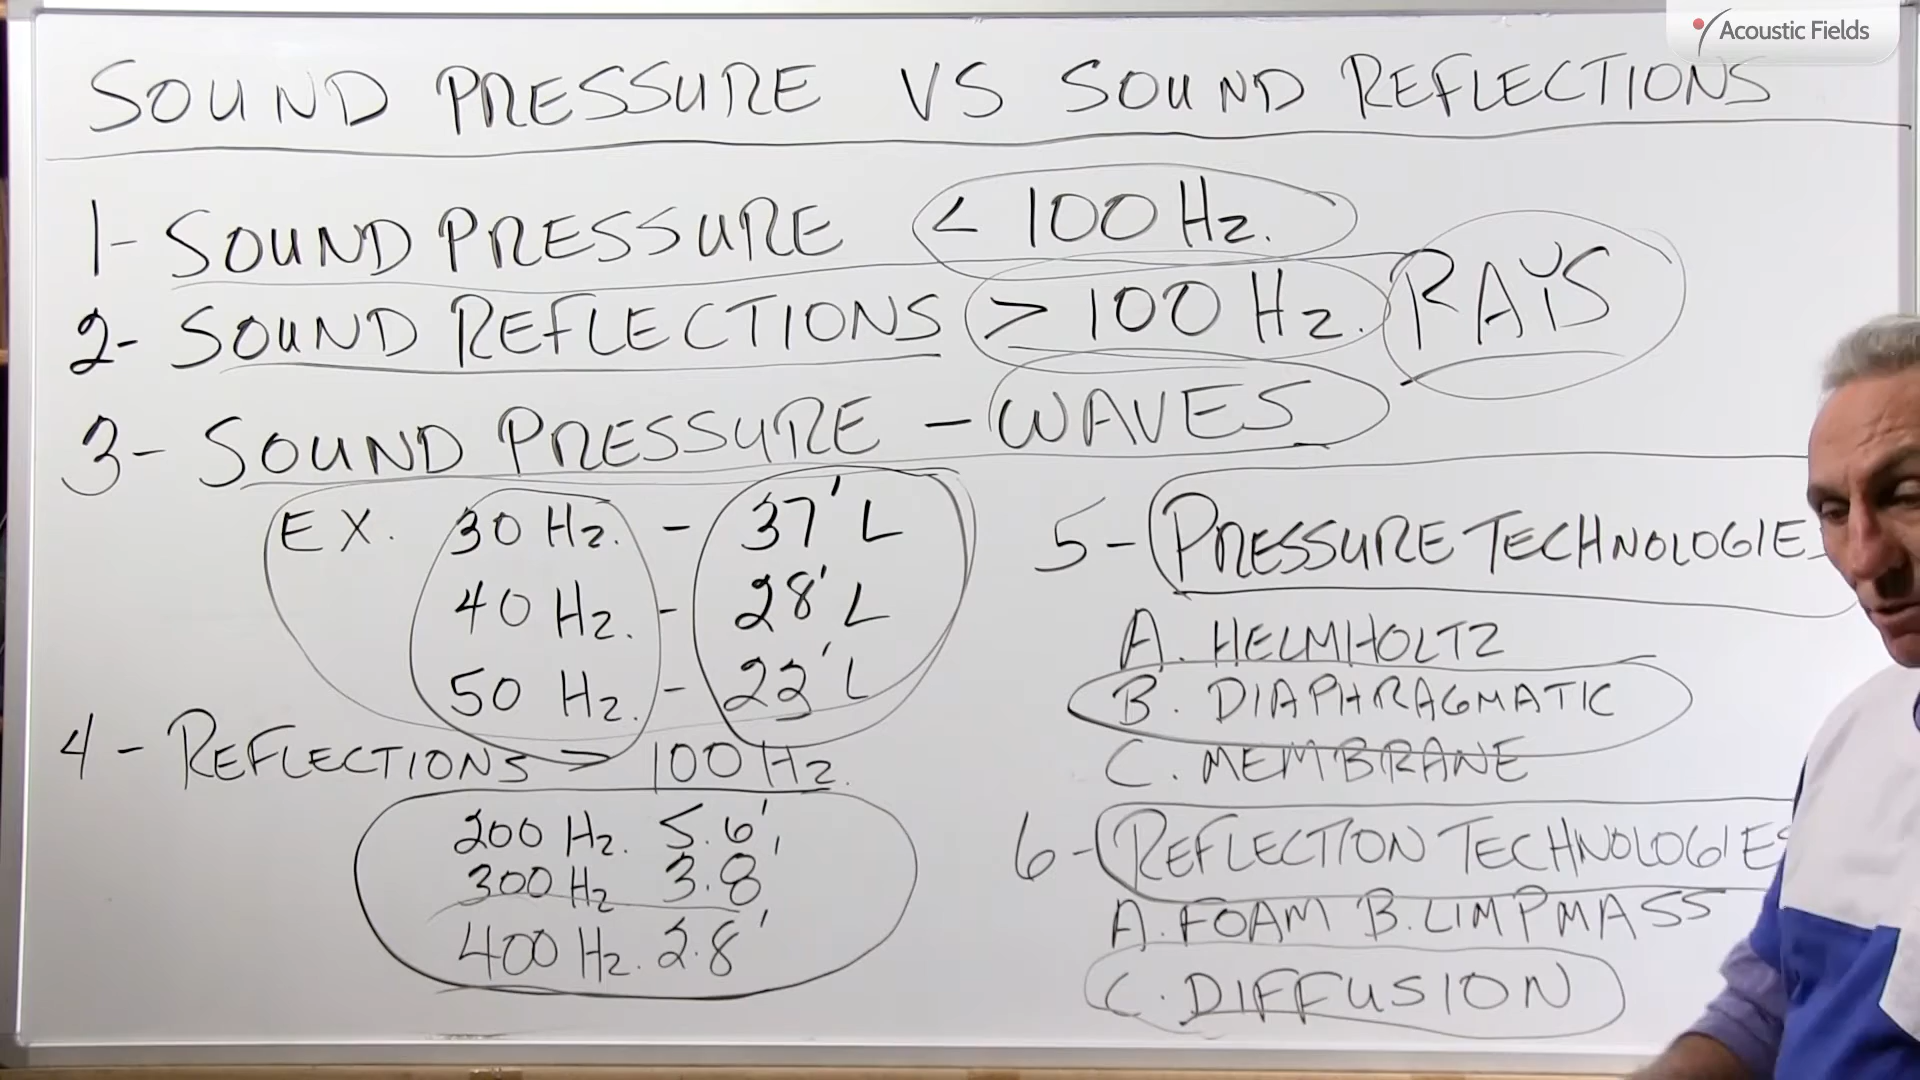 Acoustic Fields
SOUND PRESSURE VS SOUND REFLECTIONS
1- SOUND PRESSURE < 100 Hz.
2- SOUND REFLECTIONS > 100 Hz. RAYS
3- SOUND PRESSURE - WAVES
EX. 30 Hz. - 37' L
40 Hz. - 28' L
50 Hz. - 22' L
4 - REFLECTIONS > 100 Hz.
200 Hz. 5.6'
300 Hz 3.8'
400 Hz. 2.8'
5- PRESSURE TECHNOLOGIES
A. HELMHOLTZ
B. DIAPHRAGMATIC
C. MEMBRANE
6- REFLECTION TECHNOLOGIES
A. FOAM B. LIMP MASS
C. DIFFUSION